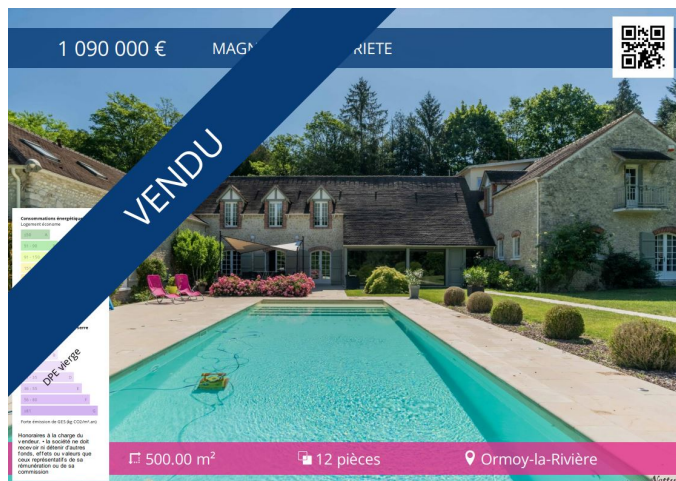 1 090 000 €
MAGN RIETE
VENDU
Consommations énergétiqu
Logement économe
DPE vierge
Forte émission de GES (kg CO2/m².an)
Honoraires à la charge du
vendeur. • la société ne doit
recevoir ni détenir d'autres
fonds, effets ou valeurs que
ceux représentatifs de sa
rémunération ou de sa
commission
500.00 m²
12 pièces
Ormoy-la-Rivière